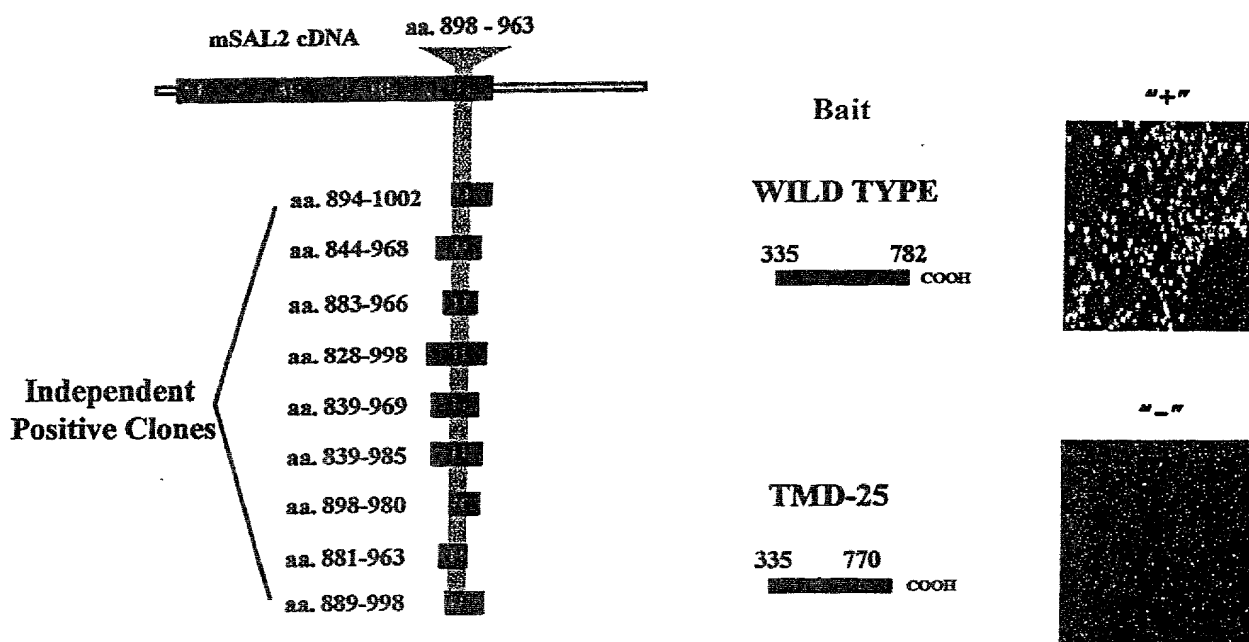 mSAL2 cDNA
aa. 898 - 963
aa. 894-1002
aa. 844-968
aa. 883-966
aa. 828-998
aa. 839-969
aa. 839-985
aa. 898-980
aa. 881-963
aa. 889-998
Independent
Positive Clones
Bait
WILD TYPE
335 782
COOH
TMD-25
335 770
COOH
"+"
"-"